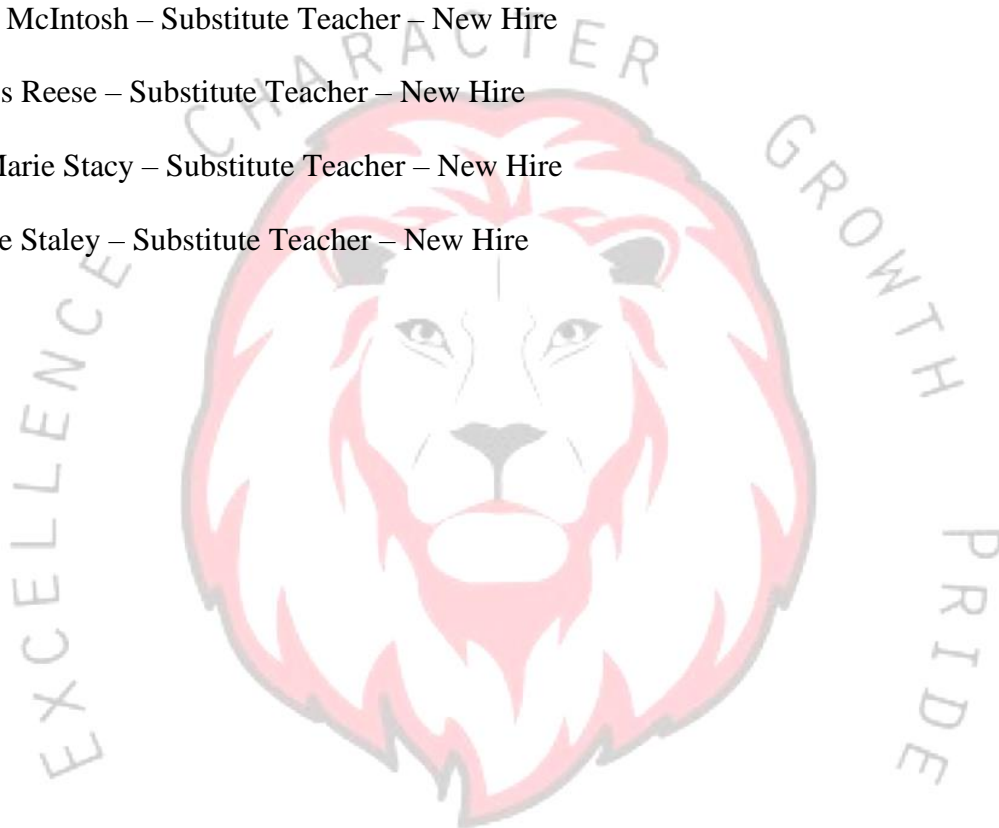 McIntosh – Substitute Teacher – New Hire
s Reese – Substitute Teacher – New Hire
Marie Stacy – Substitute Teacher – New Hire
e Staley – Substitute Teacher – New Hire
EXCELLENCE
CHARACTER
GROWTH
PRIDE